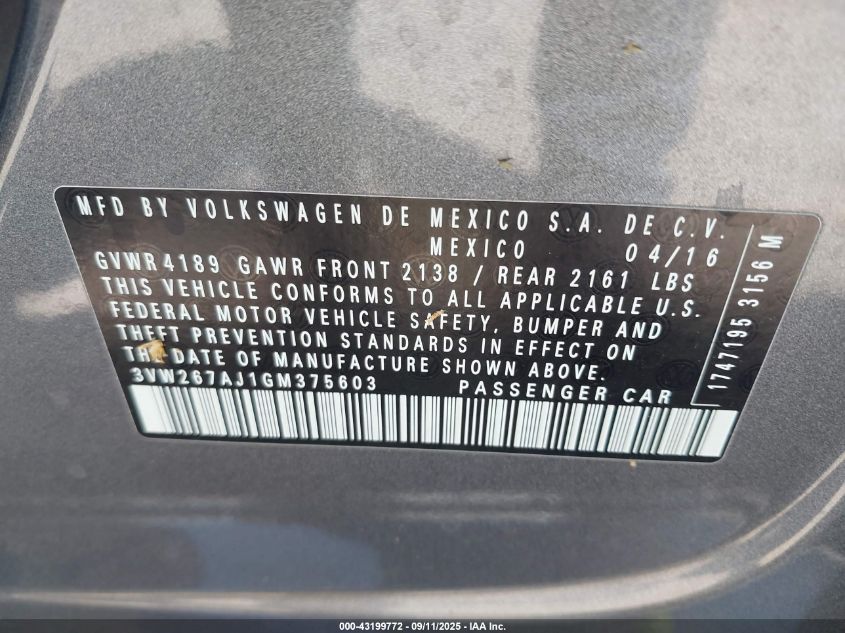 MFD BY VOLKSWAGEN DE MEXICO S.A. DE C.V.
MEXICO 04/16
GVWR4189 GAWR FRONT 2138 / REAR 2161 LBS
THIS VEHICLE CONFORMS TO ALL APPLICABLE U.S.
FEDERAL MOTOR VEHICLE SAFETY, BUMPER AND
THEFT PREVENTION STANDARDS IN EFFECT ON
THE DATE OF MANUFACTURE SHOWN ABOVE.
3VW267AJ1GM375603 PASSENGER CAR
1747195 3156 M
000-43199772 - 09/11/2025 - IAA Inc.